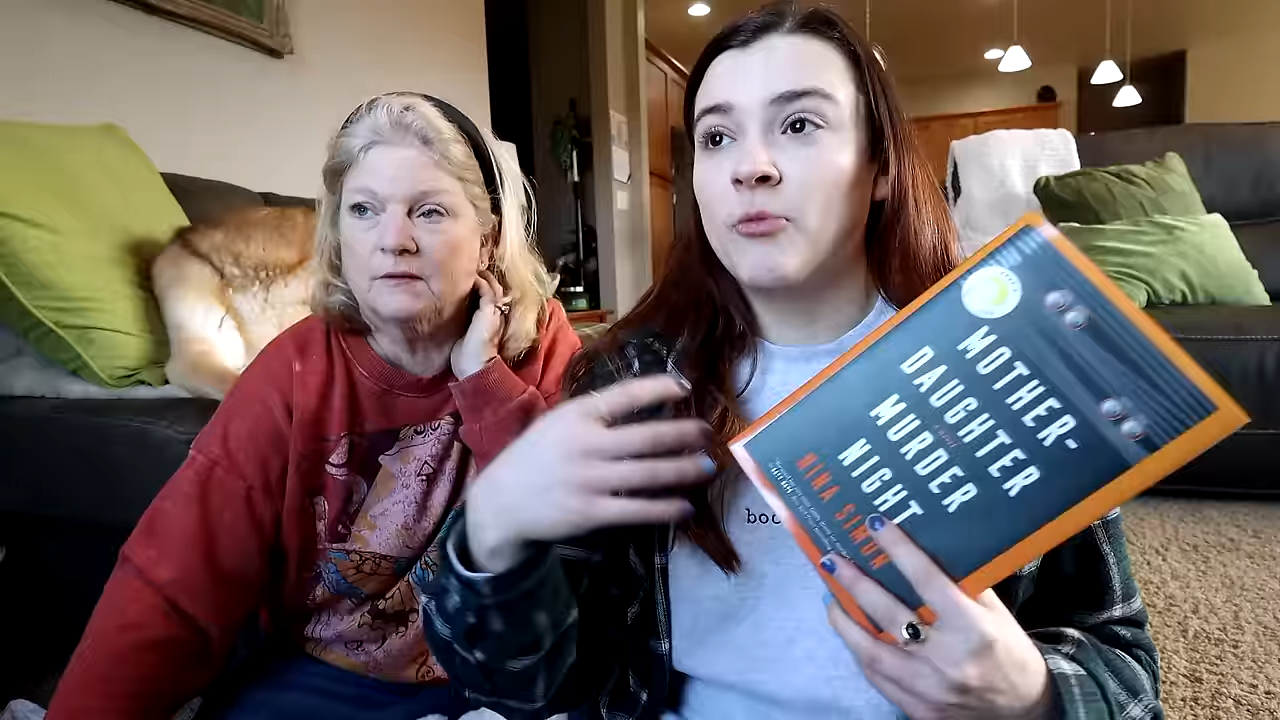 MOTHER-
DAUGHTER
MURDER
NIGHT
NINA SIMON
boo